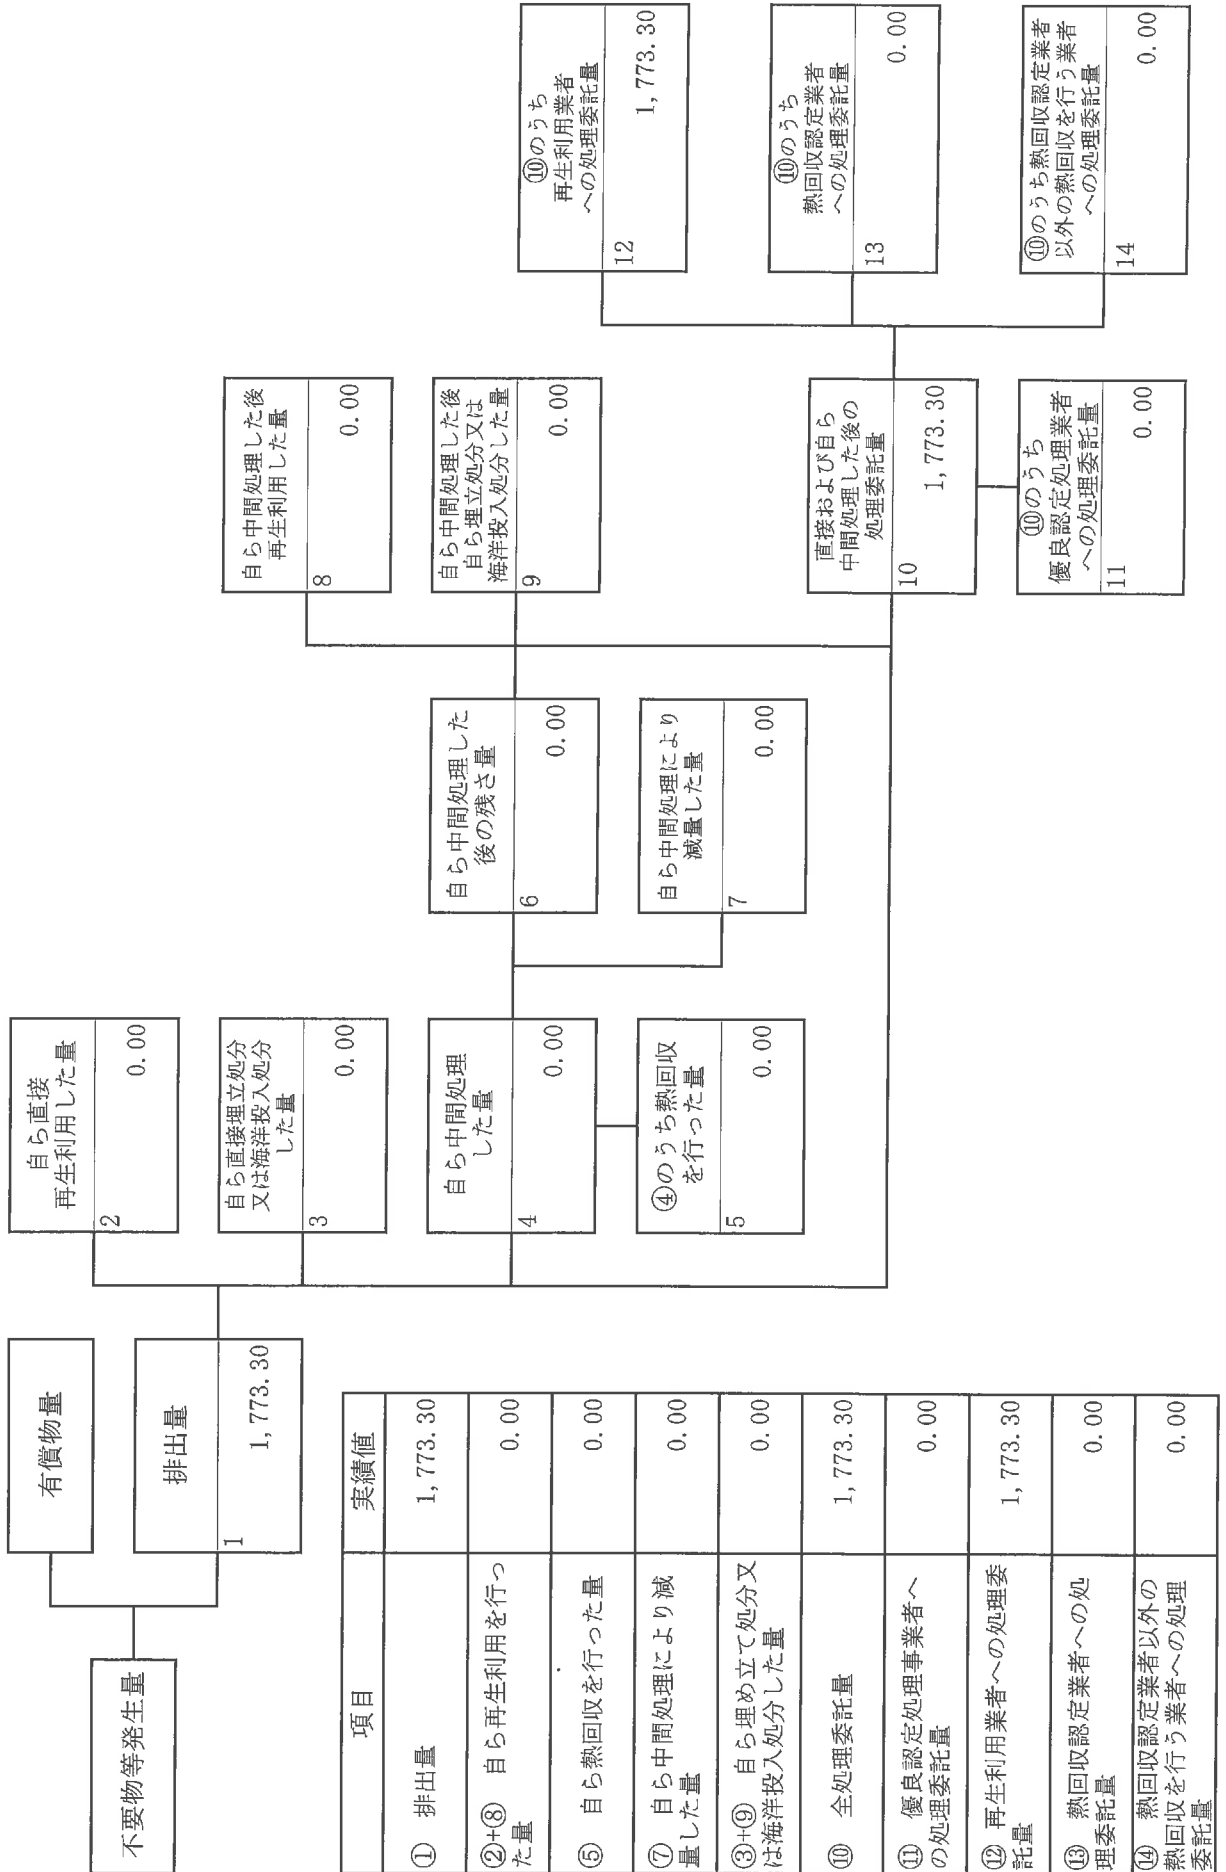 不要物等発生量
有償物量
排出量
1
1,773.30
自ら直接
再生利用した量
2
0.00
自ら直接埋立処分
又は海洋投入処分
した量
3
0.00
自ら中間処理
した量
4
0.00
④のうち熱回収
を行った量
5
0.00
自ら中間処理した
後の残さ量
6
0.00
自ら中間処理により
減量した量
7
0.00
自ら中間処理した後
再生利用した量
8
0.00
自ら中間処理した後
自ら埋立処分又は
海洋投入処分した量
9
0.00
直接および自ら
中間処理した後の
処理委託量
10
1,773.30
⑩のうち
優良認定処理業者
への処理委託量
11
0.00
⑩のうち
再生利用業者
への処理委託量
12
1,773.30
⑩のうち
熱回収認定業者
への処理委託量
13
0.00
⑩のうち熱回収認定業者
以外の熱回収を行う業者
への処理委託量
14
0.00
項目 実績値
① 排出量 1,773.30
②+⑧ 自ら再生利用を行っ
た量 0.00
⑤ 自ら熱回収を行った量 0.00
⑦ 自ら中間処理により減
量した量 0.00
③+⑨ 自ら埋め立て処分又
は海洋投入処分した量 0.00
⑩ 全処理委託量 1,773.30
⑪ 優良認定処理事業者へ
の処理委託量 0.00
⑫ 再生利用業者への処理委
託量 1,773.30
⑬ 熱回収認定業者への処
理委託量 0.00
⑭ 熱回収認定業者以外の
熱回収を行う業者への処理
委託量 0.00